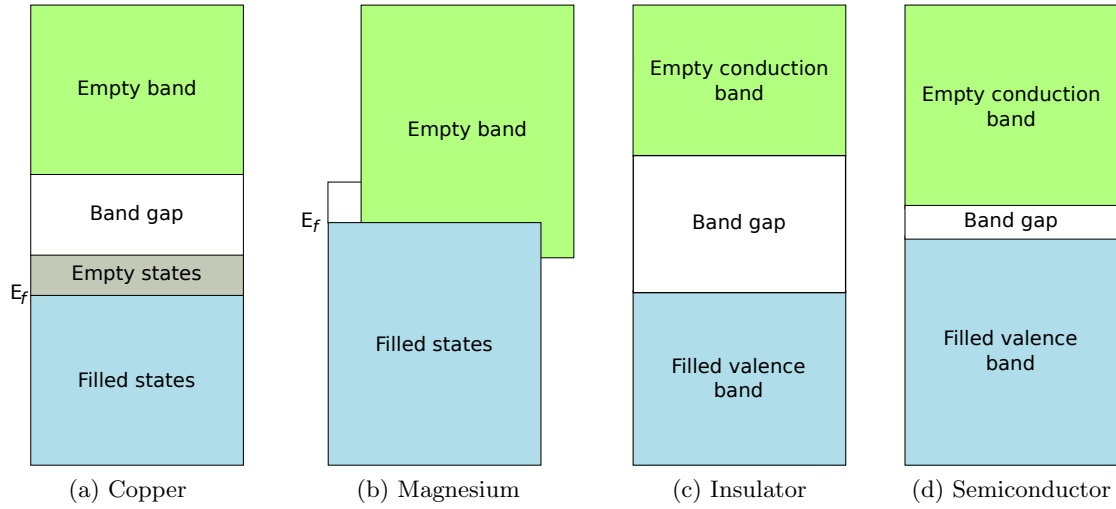 Empty band
Band gap
Empty states
E_f
Filled states
(a) Copper
Empty band
E_f
Filled states
(b) Magnesium
Empty conduction
band
Band gap
Filled valence
band
(c) Insulator
Empty conduction
band
Band gap
Filled valence
band
(d) Semiconductor